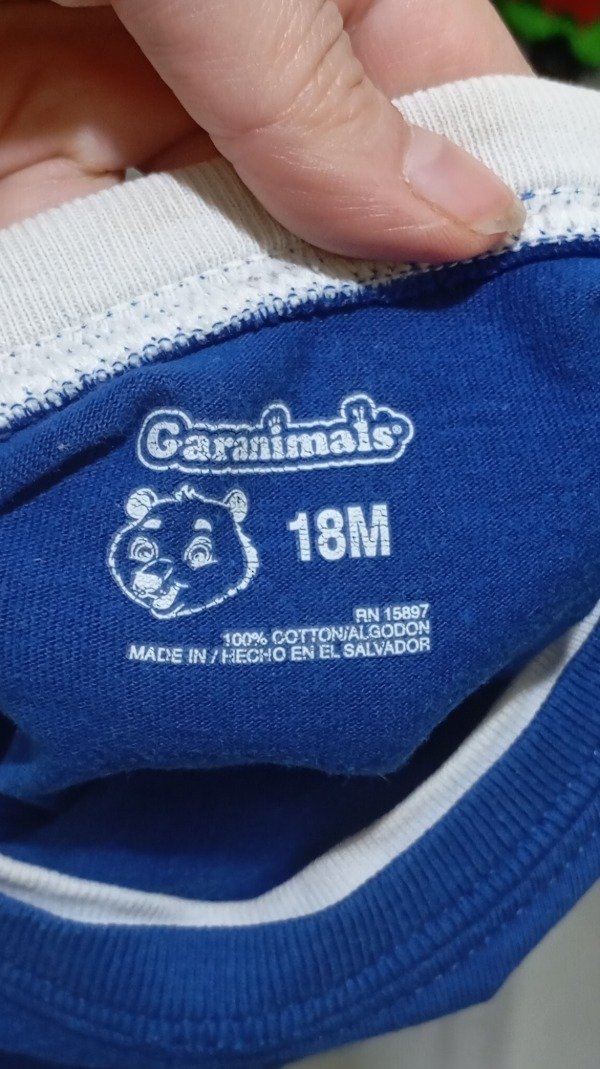 Garanimals®
18M
RN 15897
100% COTTON/ALGODON
MADE IN / HECHO EN EL SALVADOR